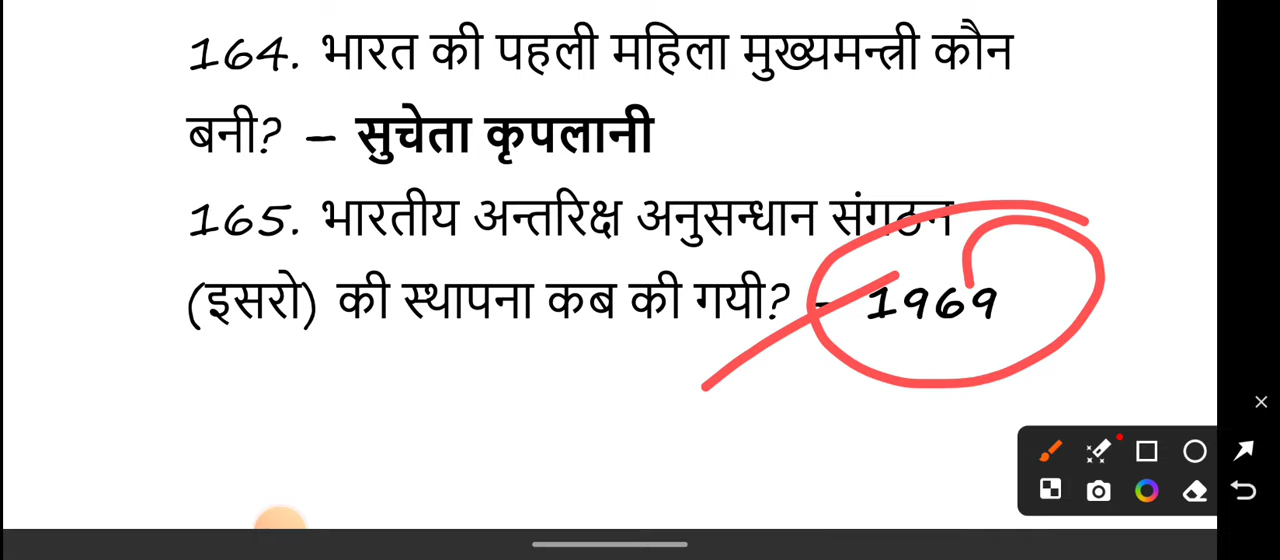 164. भारत की पहली महिला मुख्यमन्त्री कौन
बनी? – सुचेता कृपलानी
165. भारतीय अन्तरिक्ष अनुसन्धान संगठन
(इसरो) की स्थापना कब की गयी? – 1969